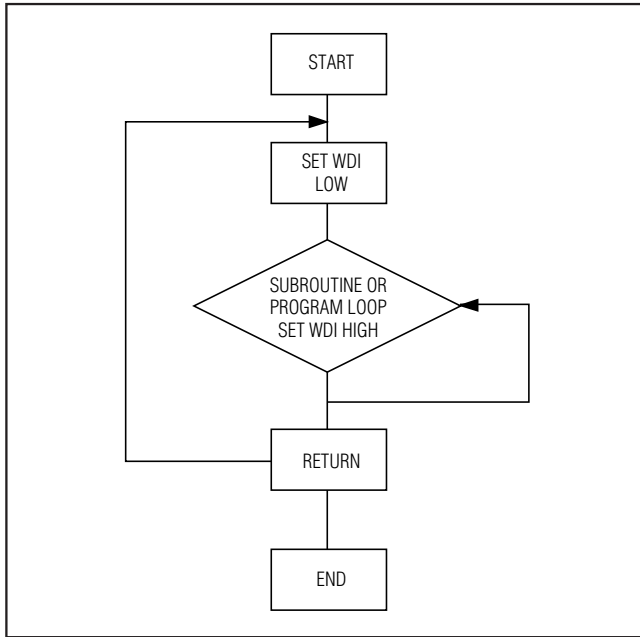 START
SET WDI
LOW
SUBROUTINE OR
PROGRAM LOOP
SET WDI HIGH
RETURN
END